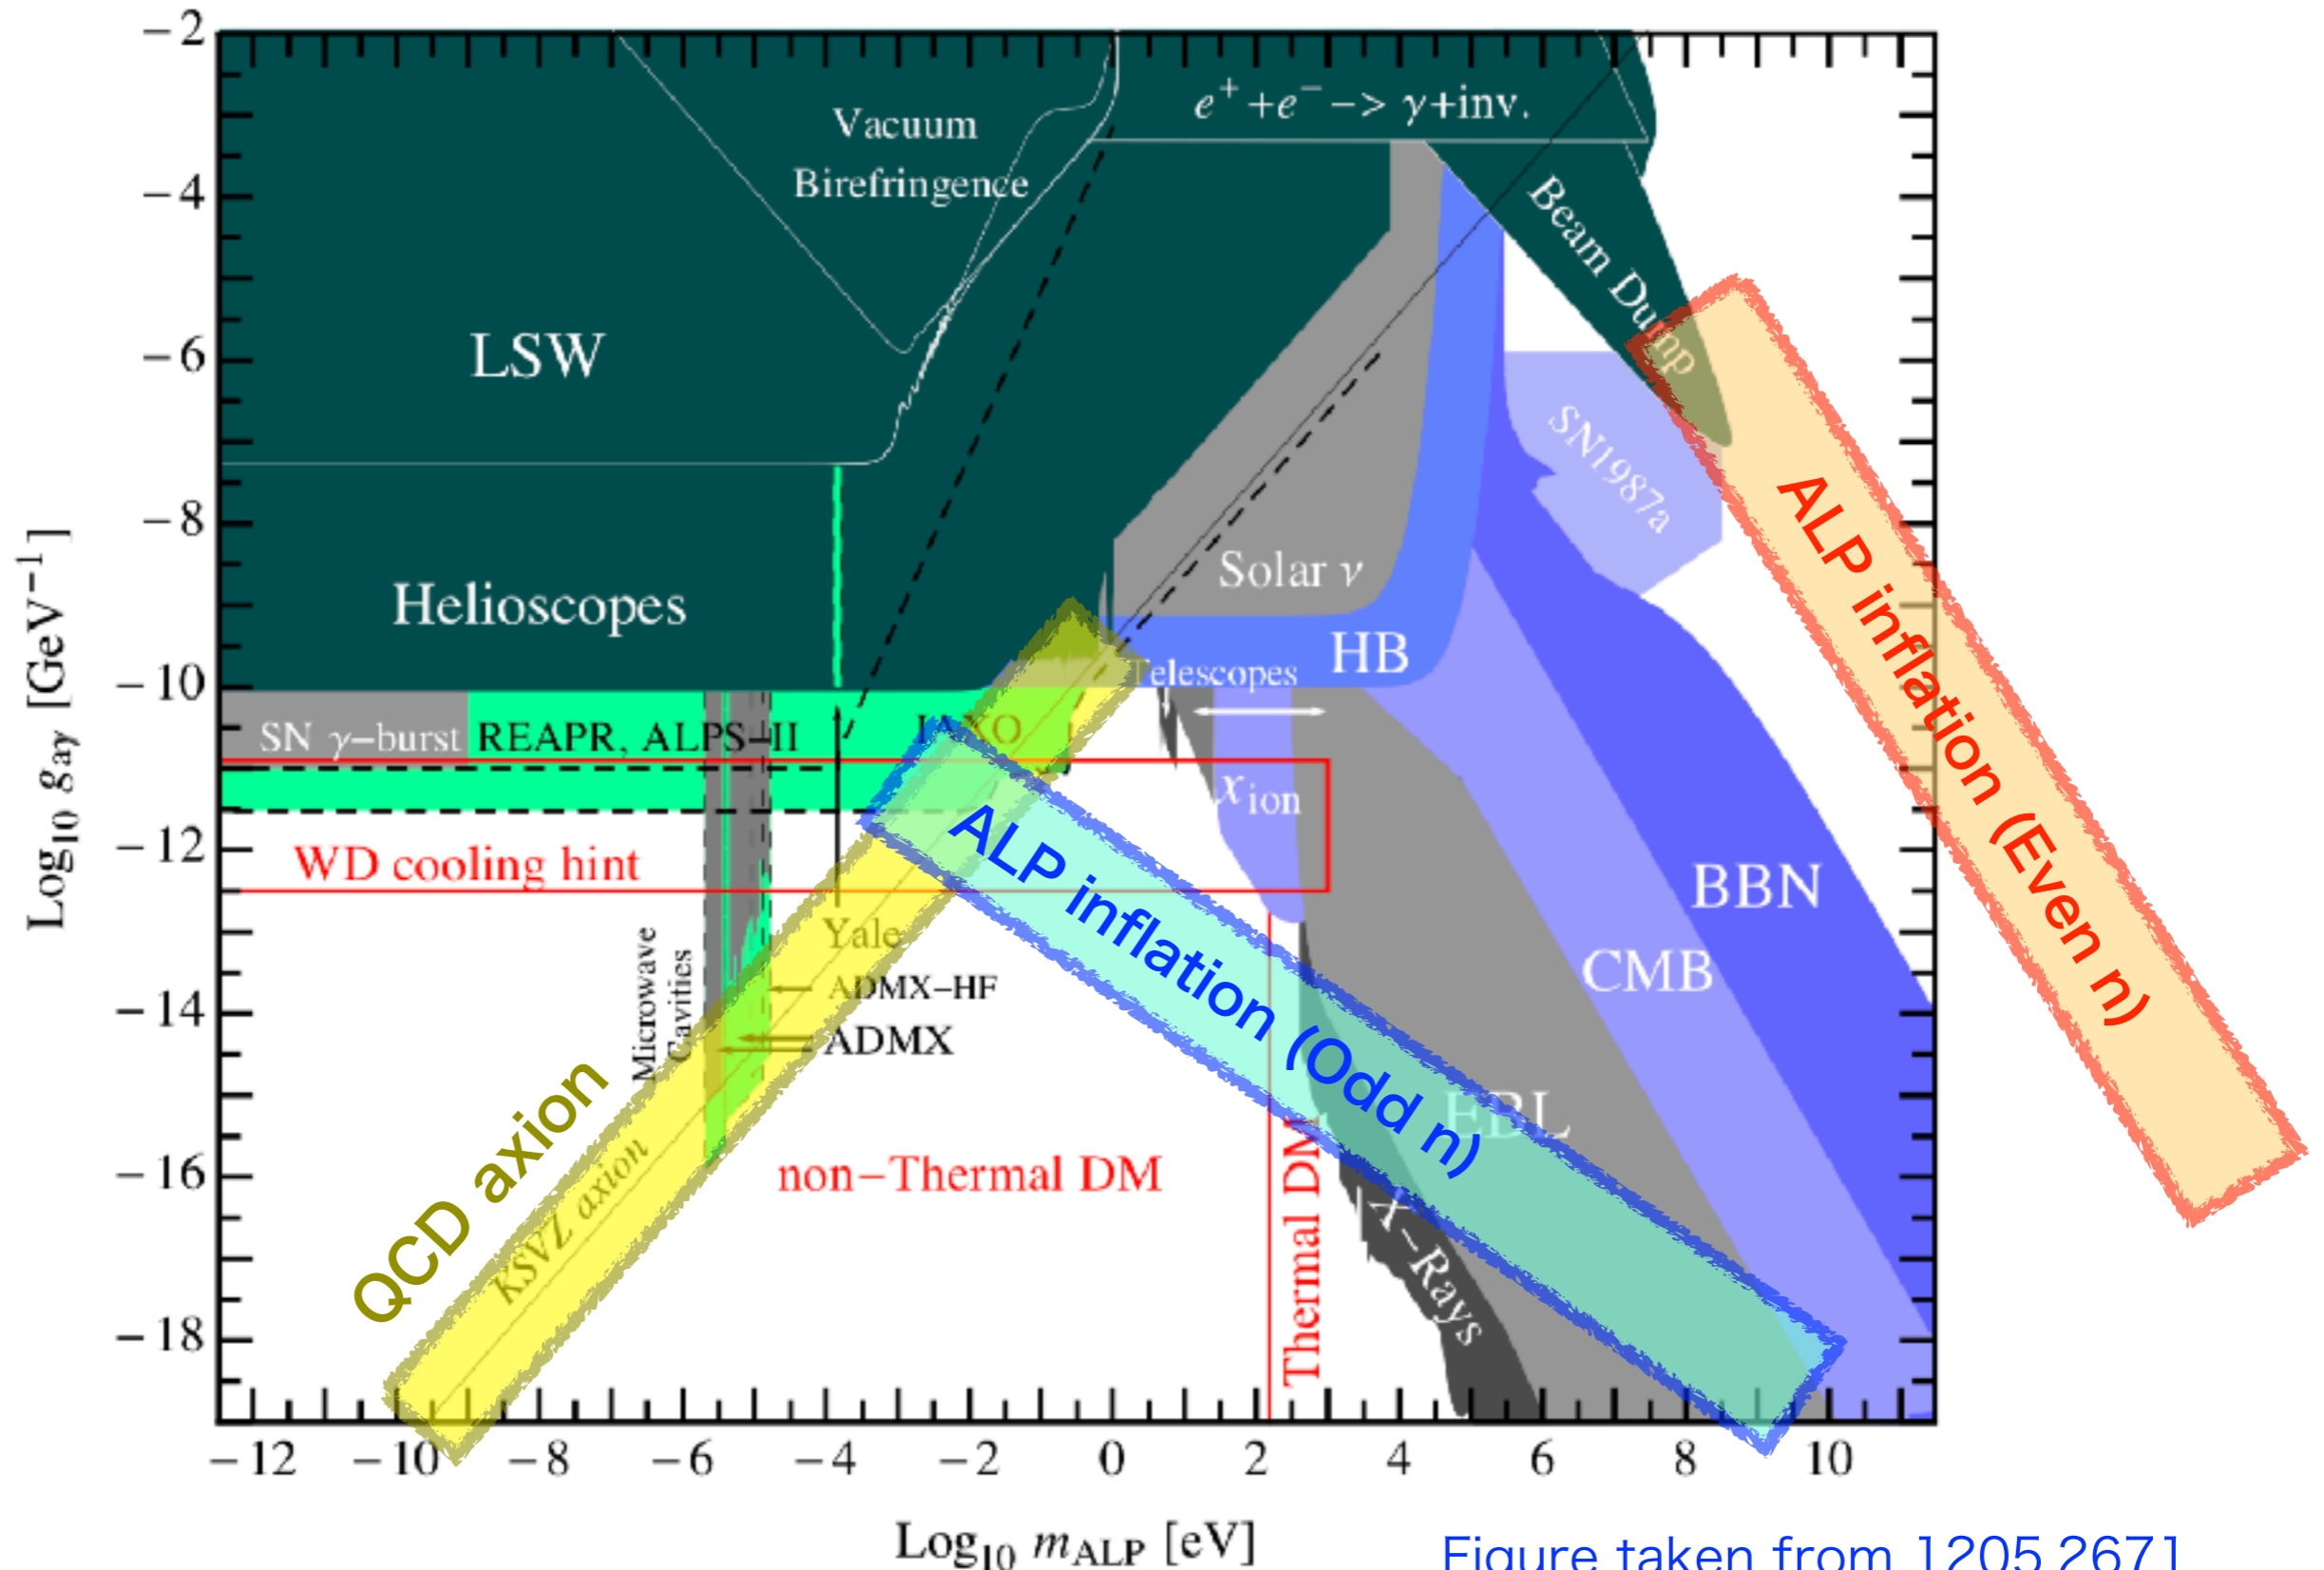 −2
−4
−6
−8
−10
−12
−14
−16
−18
Log10 gaγ [GeV−1]
Vacuum
Birefringence
e+ +e− −> γ+inv.
Beam Dump
LSW
SN1987a
Helioscopes
Solar ν
HB
Telescopes
SN γ−burst
REAPR, ALPS−II
IAXO
xion
WD cooling hint
Yale
Microwave
Cavities
ADMX−HF
ADMX
BBN
CMB
EBL
X−Rays
non−Thermal DM
Thermal DM
KSVZ axion
QCD axion
ALP inflation (Odd n)
ALP inflation (Even n)
−12 −10 −8 −6 −4 −2 0 2 4 6 8 10
Log10 mALP [eV]
Figure taken from 1205.2671